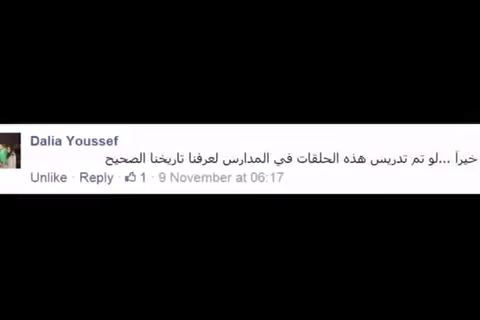 Dalia Youssef
خيراً ...لو تم تدريس هذه الحلقات في المدارس لعرفنا تاريخنا الصحيح
Unlike · Reply · 1 · 9 November at 06:17